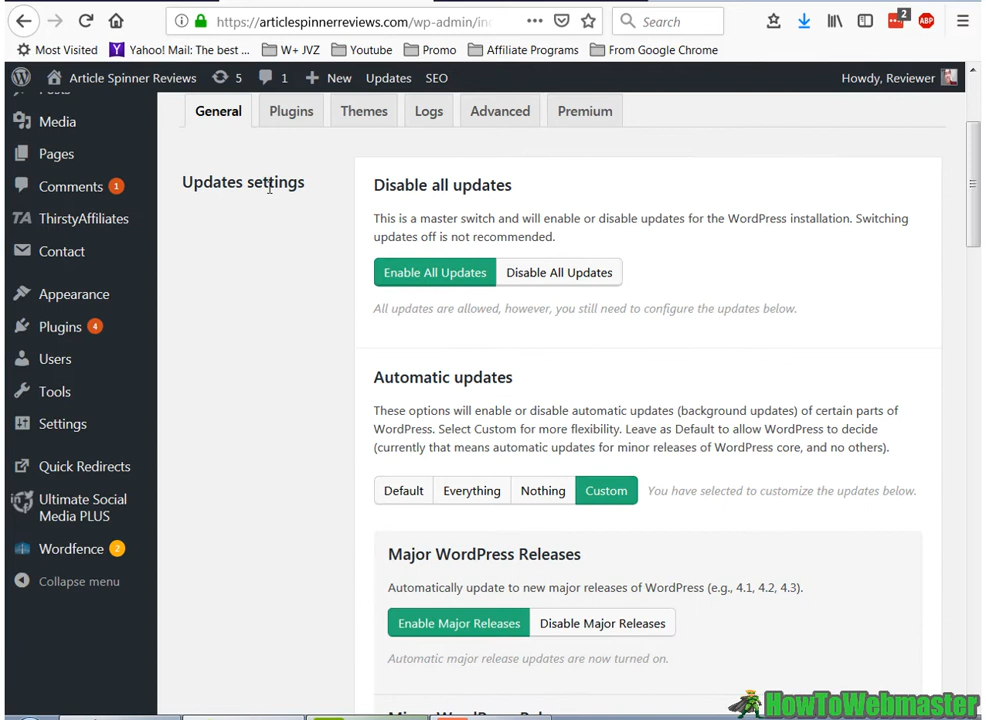 https://articlespinnerreviews.com/wp-admin/in
Search
2
ABP
Most Visited
Yahoo! Mail: The best ...
W+ JVZ
Youtube
Promo
Affiliate Programs
From Google Chrome
Article Spinner Reviews
5
1
New
Updates
SEO
Howdy, Reviewer
Posts
Media
Pages
Comments 1
TA ThirstyAffiliates
Contact
Appearance
Plugins 4
Users
Tools
Settings
Quick Redirects
Ultimate Social
Media PLUS
Wordfence 2
Collapse menu
General
Plugins
Themes
Logs
Advanced
Premium
Updates settings
Disable all updates
This is a master switch and will enable or disable updates for the WordPress installation. Switching
updates off is not recommended.
Enable All Updates
Disable All Updates
All updates are allowed, however, you still need to configure the updates below.
Automatic updates
These options will enable or disable automatic updates (background updates) of certain parts of
WordPress. Select Custom for more flexibility. Leave as Default to allow WordPress to decide
(currently that means automatic updates for minor releases of WordPress core, and no others).
Default
Everything
Nothing
Custom
You have selected to customize the updates below.
Major WordPress Releases
Automatically update to new major releases of WordPress (e.g., 4.1, 4.2, 4.3).
Enable Major Releases
Disable Major Releases
Automatic major release updates are now turned on.
HowToWebmaster